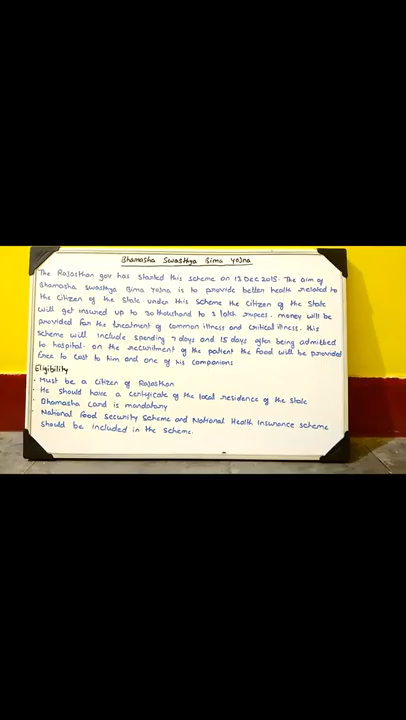 Bhamasha Swasthya Bima Yojna
The Rajasthan gov has started this scheme on 13 Dec 2015. The aim of
Bhamasha Swasthya Bima Yojna is to provide better health related to
the Citizen of the State under this scheme the Citizen of the State
will get insured up to 30 thousand to 3 lakh rupees. money will be
provided for the treatment of common illness and critical illness. This
scheme will include spending 7 days and 15 days after being admitted
to hospital. on the recruitment of the patient the food will be provided
free to cost to him and one of his companions
Eligibility
· Must be a citizen of Rajasthan
· He should have a certificate of the local residence of the state
· Bhamasha card is mandatory
· National Food Security Scheme and National Health Insurance scheme
should be included in the scheme.